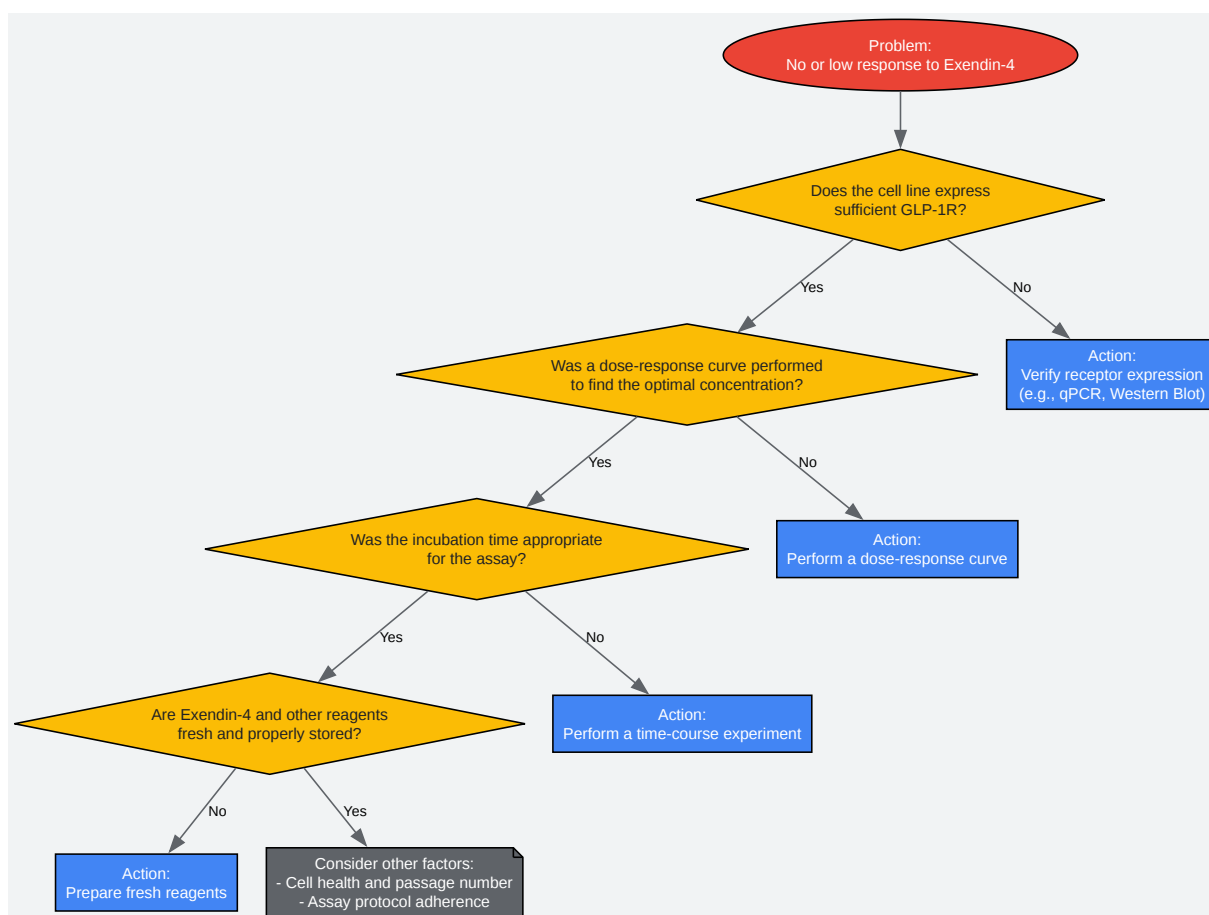 Problem:
No or low response to Exendin-4
Does the cell line express
sufficient GLP-1R?
Yes
No
Was a dose-response curve performed
to find the optimal concentration?
Action:
Verify receptor expression
(e.g., qPCR, Western Blot)
Yes
No
Was the incubation time appropriate
for the assay?
Action:
Perform a dose-response curve
Yes
No
Are Exendin-4 and other reagents
fresh and properly stored?
Action:
Perform a time-course experiment
No
Yes
Action:
Prepare fresh reagents
Consider other factors:
- Cell health and passage number
- Assay protocol adherence